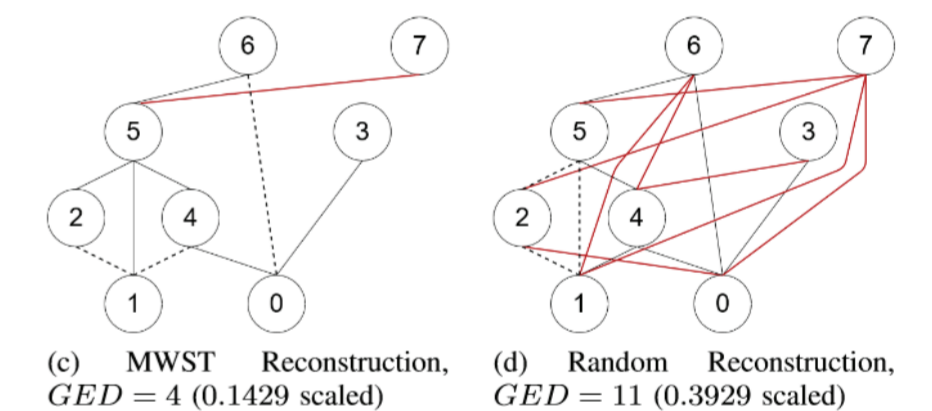 6 7
5 3
2 4
1 0
(c) MWST Reconstruction,
GED = 4 (0.1429 scaled)
6 7
5 3
2 4
1 0
(d) Random Reconstruction,
GED = 11 (0.3929 scaled)